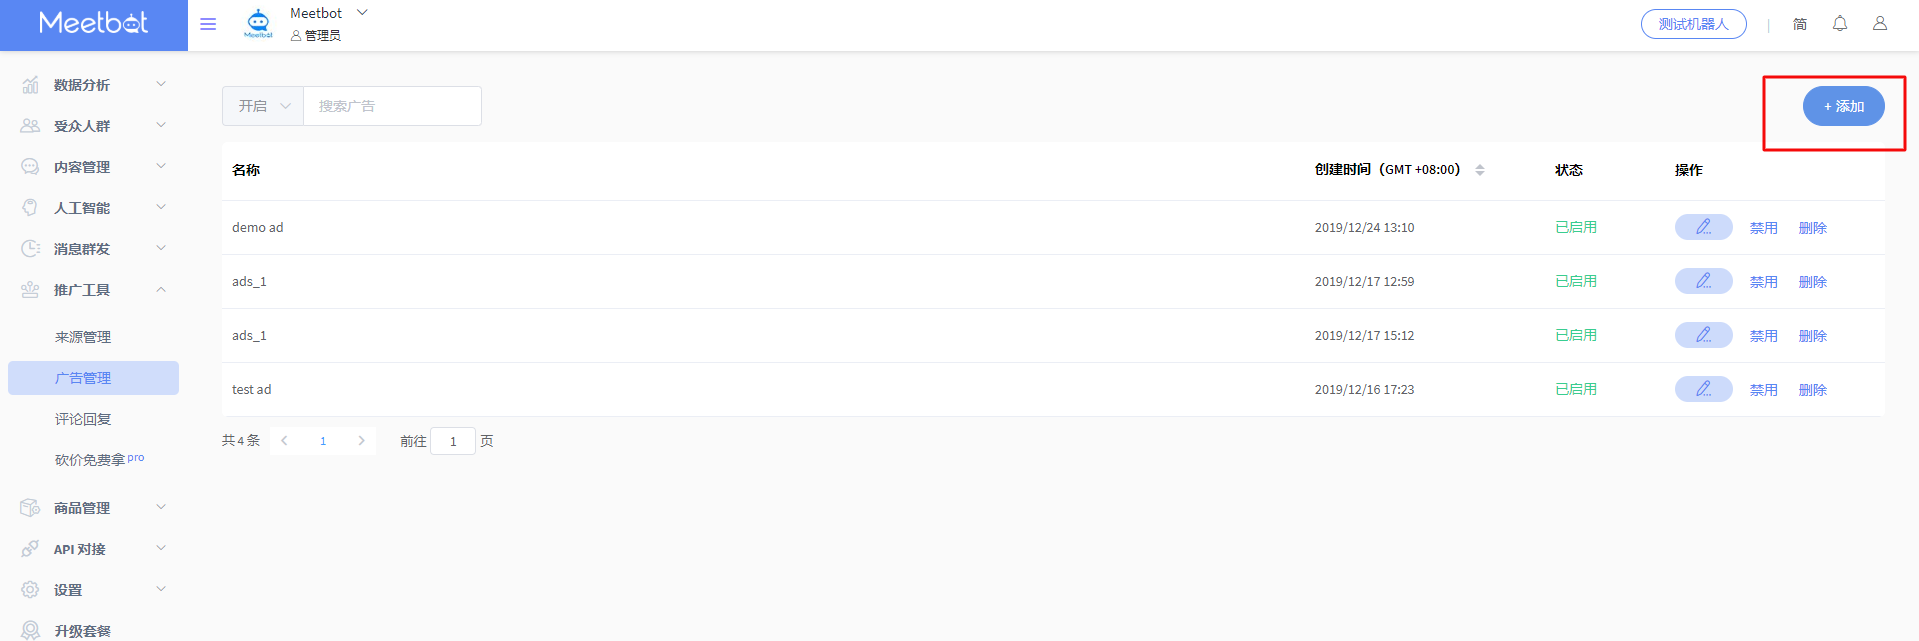 Meetbot
Meetbot
Meetbot
管理员
测试机器人
简
数据分析
受众人群
内容管理
人工智能
消息群发
推广工具
来源管理
广告管理
评论回复
砍价免费拿 pro
商品管理
API 对接
设置
升级套餐
开启 搜索广告
+ 添加
名称 创建时间（GMT +08:00） 状态 操作
demo ad 2019/12/24 13:10 已启用 禁用 删除
ads_1 2019/12/17 12:59 已启用 禁用 删除
ads_1 2019/12/17 15:12 已启用 禁用 删除
test ad 2019/12/16 17:23 已启用 禁用 删除
共 4 条 1 前往 1 页